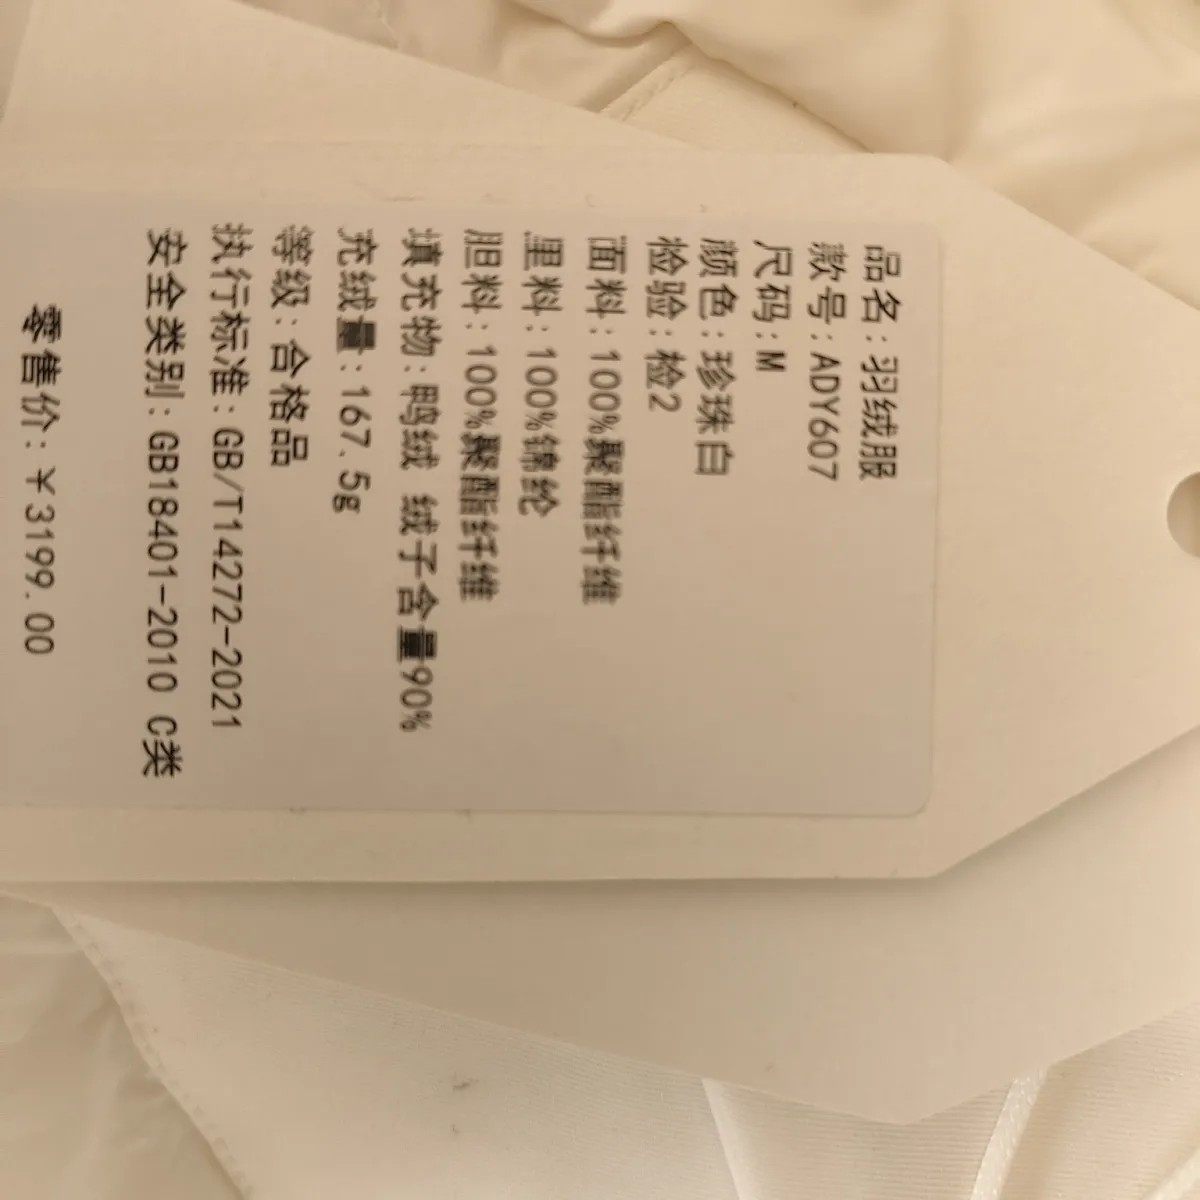 品名:羽绒服
款号:ADY607
尺码:M
颜色:珍珠白
检验:检2
面料:100%聚酯纤维
里料:100%锦纶
胆料:100%聚酯纤维
填充物:鸭绒 绒子含量90%
充绒量:167.5g
等级:合格品
执行标准:GB/T14272-2021
安全类别:GB18401-2010 C类
零售价:¥3199.00